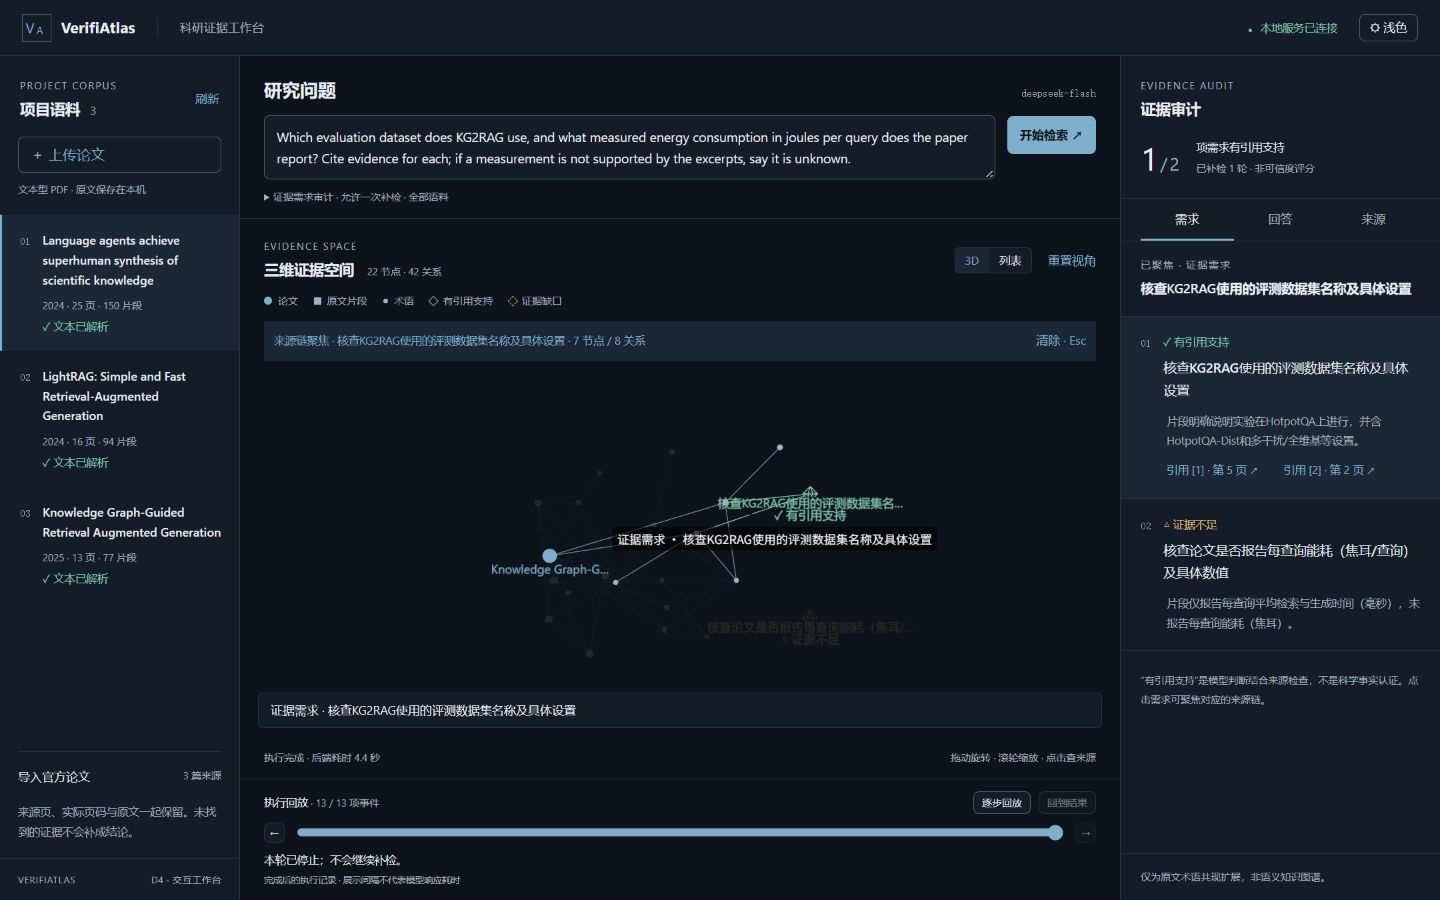 VA VerifiAtlas 科研证据工作台
本地服务已连接 浅色
PROJECT CORPUS
项目语料 3
刷新
+ 上传论文
文本型 PDF · 原文保存在本机
01 Language agents achieve
superhuman synthesis of
scientific knowledge
2024 · 25 页 · 150 片段
✓ 文本已解析
02 LightRAG: Simple and Fast
Retrieval-Augmented
Generation
2024 · 16 页 · 94 片段
✓ 文本已解析
03 Knowledge Graph-Guided
Retrieval Augmented Generation
2025 · 13 页 · 77 片段
✓ 文本已解析
导入官方论文 3 篇来源
来源页、实际页码与原文一起保留。未找
到的证据不会补成结论。
VERIFIATLAS D4 · 交互工作台
研究问题
deepseek-flash
Which evaluation dataset does KG2RAG use, and what measured energy consumption in joules per query does the paper
report? Cite evidence for each; if a measurement is not supported by the excerpts, say it is unknown.
开始检索 ↗
▶ 证据需求审计 · 允许一次补检 · 全部语料
EVIDENCE SPACE
三维证据空间 22 节点 · 42 关系
3D 列表 重置视角
论文 原文片段 术语 有引用支持 证据缺口
来源链聚焦 · 核查KG2RAG使用的评测数据集名称及具体设置 · 7 节点 / 8 关系
清除 · Esc
核查KG2RAG使用的评测数据集名...
✓ 有引用支持
证据需求 • 核查KG2RAG使用的评测数据集名称及具体设置
Knowledge Graph-G...
核查论文是否报告每查询能耗（焦耳/...
△ 证据不足
证据需求 · 核查KG2RAG使用的评测数据集名称及具体设置
执行完成 · 后端耗时 4.4 秒
拖动旋转 · 滚轮缩放 · 点击查来源
执行回放 · 13 / 13 项事件
逐步回放 回到结果
← →
本轮已停止；不会继续补检。
完成后的执行记录 · 展示间隔不代表模型响应耗时
EVIDENCE AUDIT
证据审计
1/2
项需求有引用支持
已补检 1 轮 · 非可信度评分
需求 回答 来源
已聚焦 · 证据需求
核查KG2RAG使用的评测数据集名称及具体设置
01 ✓ 有引用支持
核查KG2RAG使用的评测数据集名称及具体
设置
片段明确说明实验在HotpotQA上进行，并含
HotpotQA-Dist和多干扰/全维基等设置。
引用 [1] · 第 5 页 ↗ 引用 [2] · 第 2 页 ↗
02 △ 证据不足
核查论文是否报告每查询能耗（焦耳/查询）
及具体数值
片段仅报告每查询平均检索与生成时间（毫秒），未
报告每查询能耗（焦耳）。
“有引用支持”是模型判断结合来源检查，不是科学事实认证。点
击需求可聚焦对应的来源链。
仅为原文术语共现扩展，非语义知识图谱。